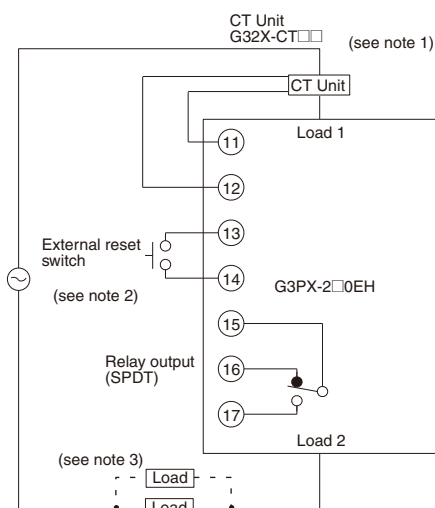 CT Unit
G32X-CT□□
(see note 1)
CT Unit
Load 1
11
12
13
External reset
switch
14
(see note 2)
G3PX-2□0EH
15
Relay output
(SPDT)
16
17
Load 2
(see note 3)
Load
Load